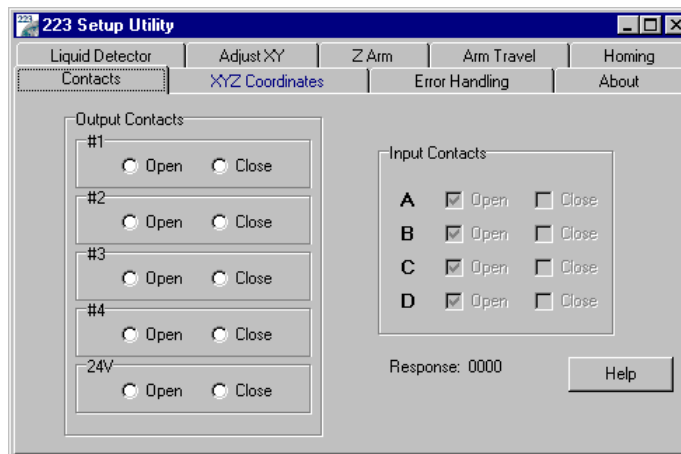 223 223 Setup Utility
Liquid Detector Adjust XY Z Arm Arm Travel Homing
Contacts XYZ Coordinates Error Handling About
Output Contacts
#1
Open Close
#2
Open Close
#3
Open Close
#4
Open Close
24V
Open Close
Input Contacts
A Open Close
B Open Close
C Open Close
D Open Close
Response: 0000
Help